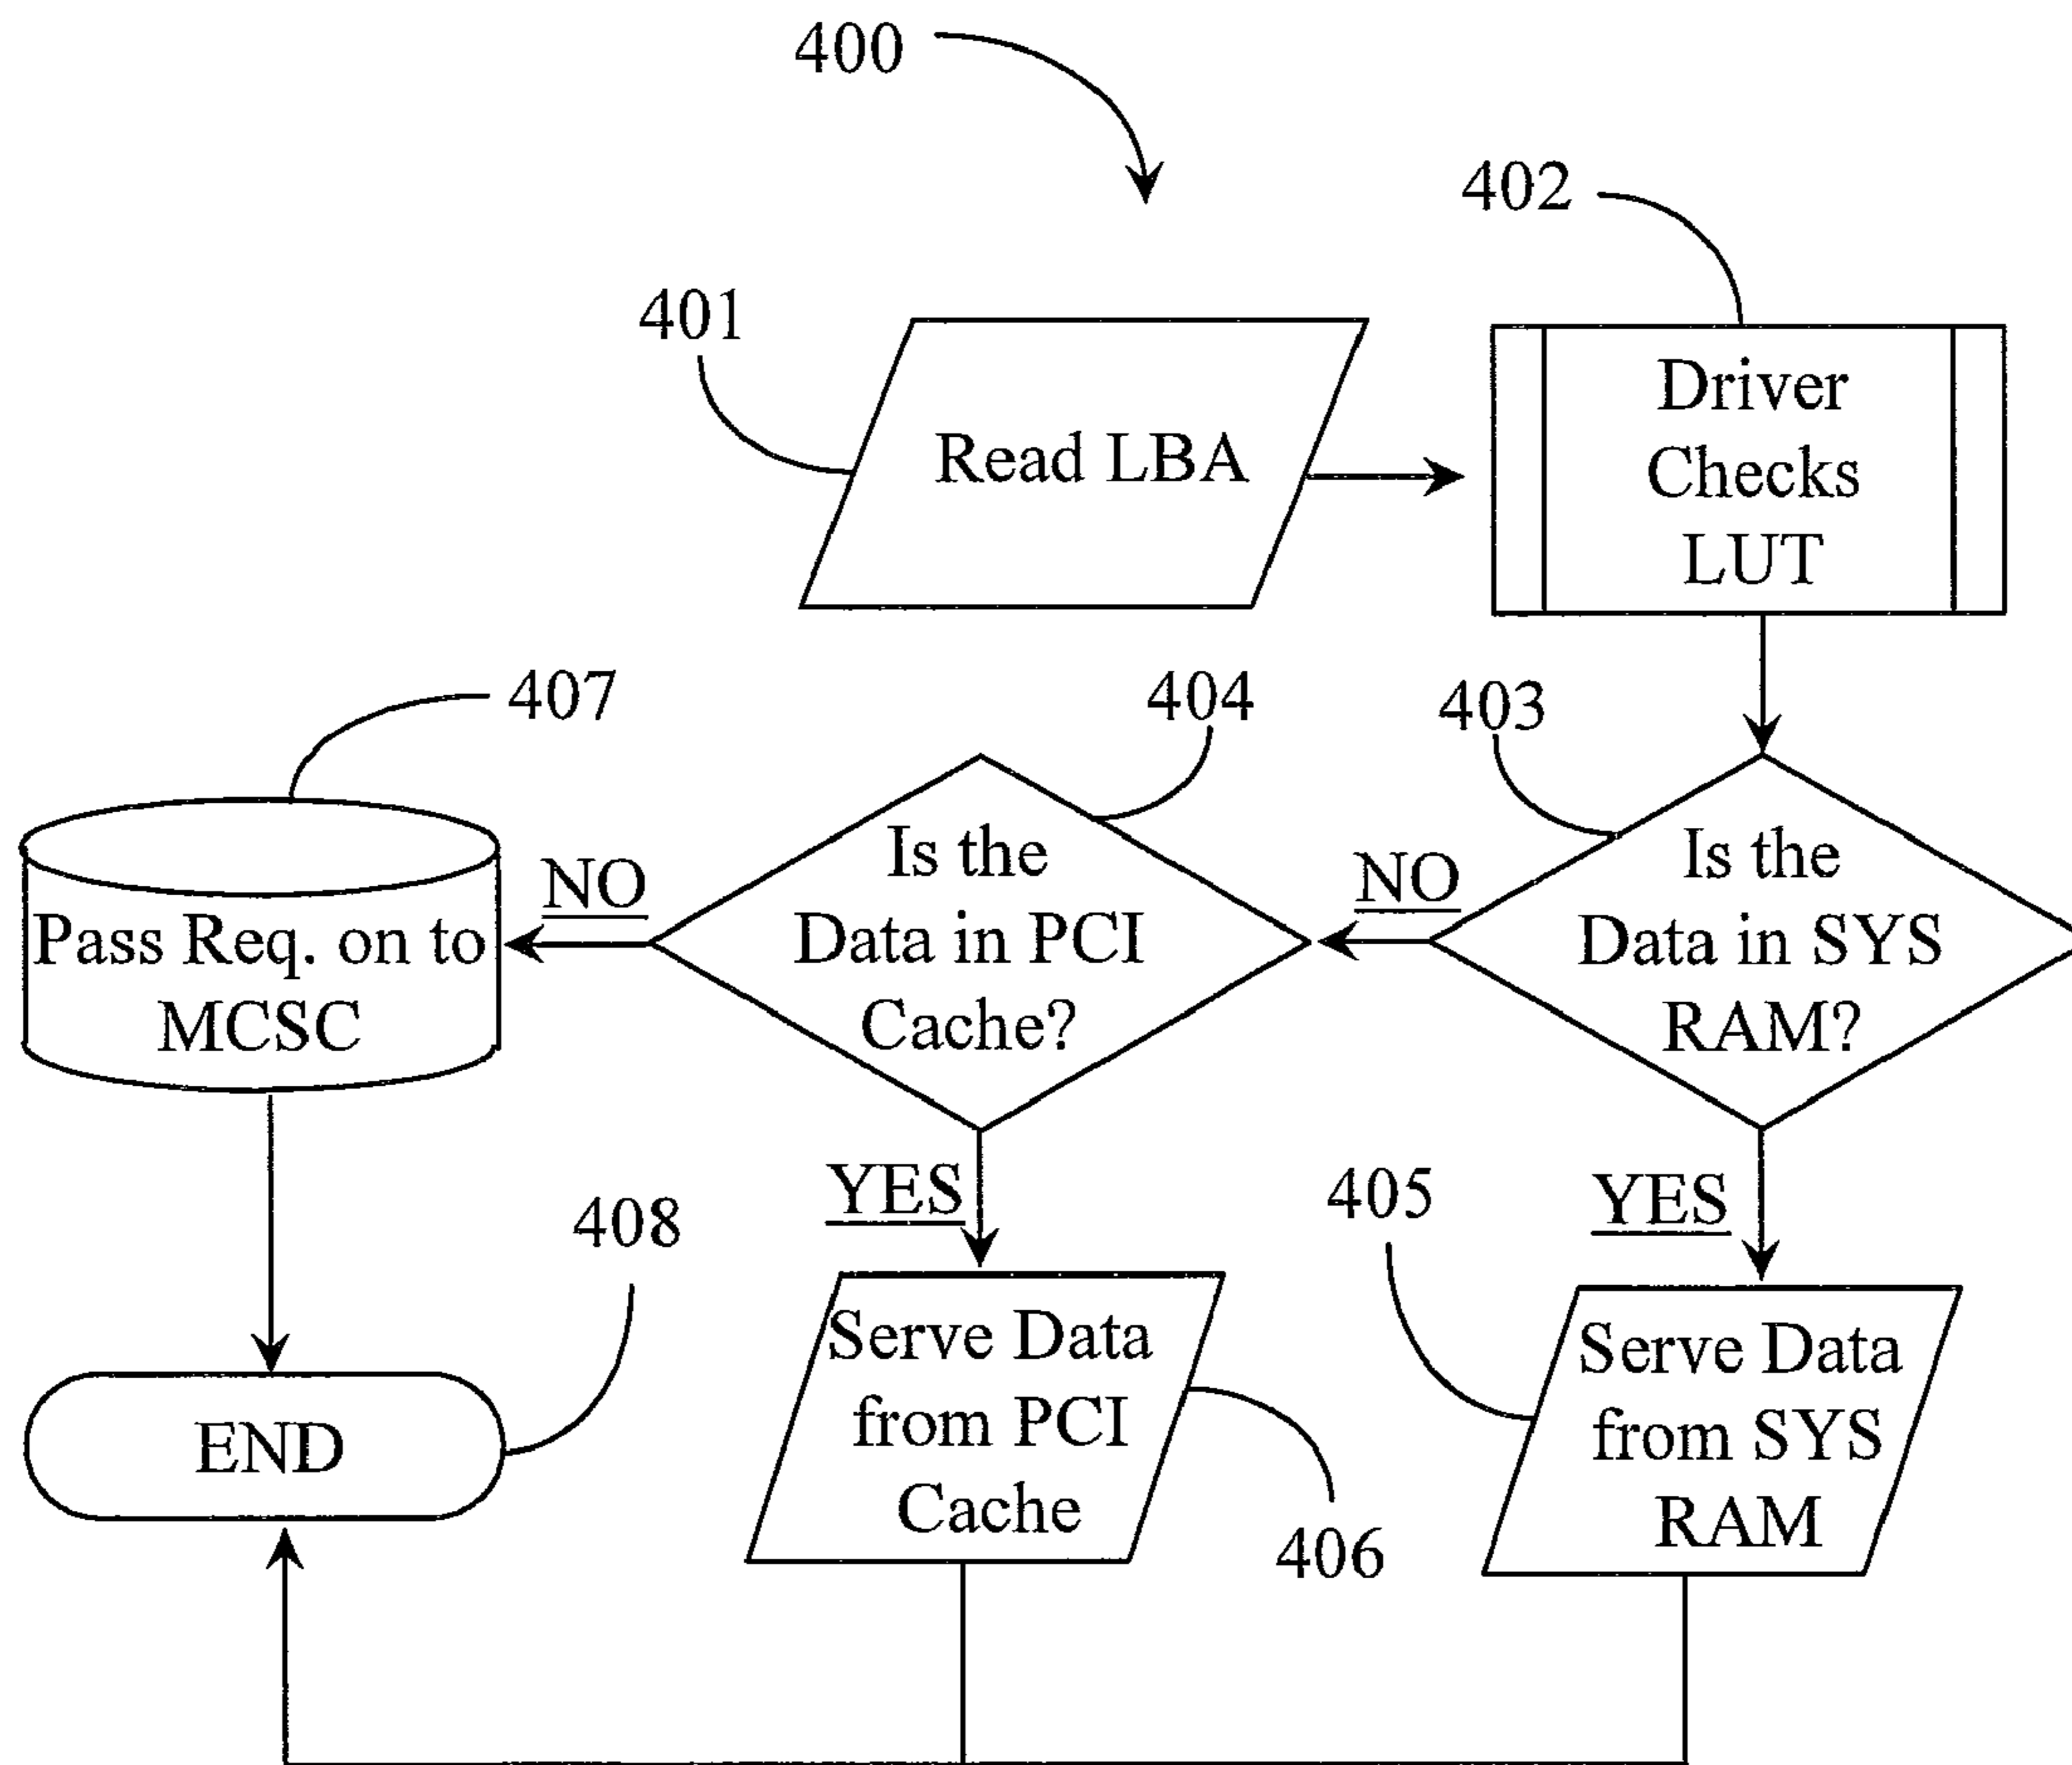 400
402
401
Read LBA
Driver
Checks
LUT
407
404
403
Is the
Data in PCI
Cache?
Is the
Data in SYS
RAM?
NO
NO
Pass Req. on to
MCSC
YES
YES
405
408
Serve Data
from PCI
Cache
Serve Data
from SYS
RAM
END
406